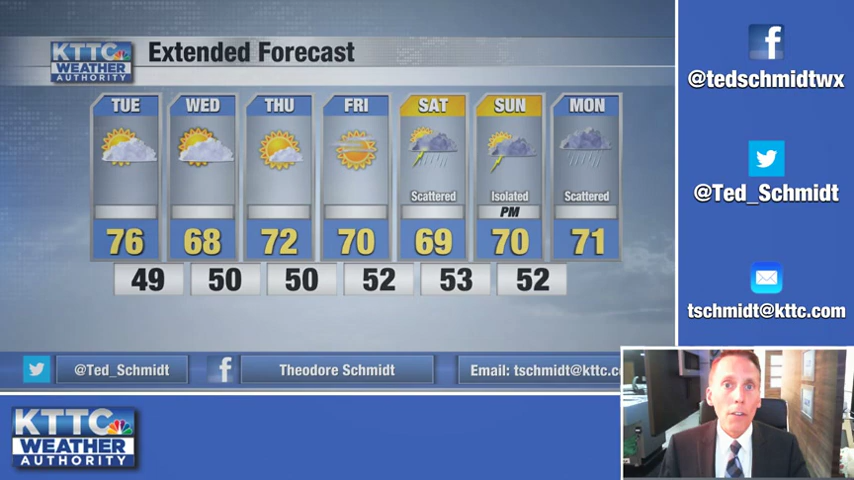 KTTC
WEATHER
AUTHORITY
Extended Forecast
TUE WED THU FRI SAT SUN MON
Scattered Isolated Scattered
PM
76 68 72 70 69 70 71
49 50 50 52 53 52
@Ted_Schmidt Theodore Schmidt Email: tschmidt@kttc.co
KTTC
WEATHER
AUTHORITY
f
@tedschmidtwx
@Ted_Schmidt
tschmidt@kttc.com